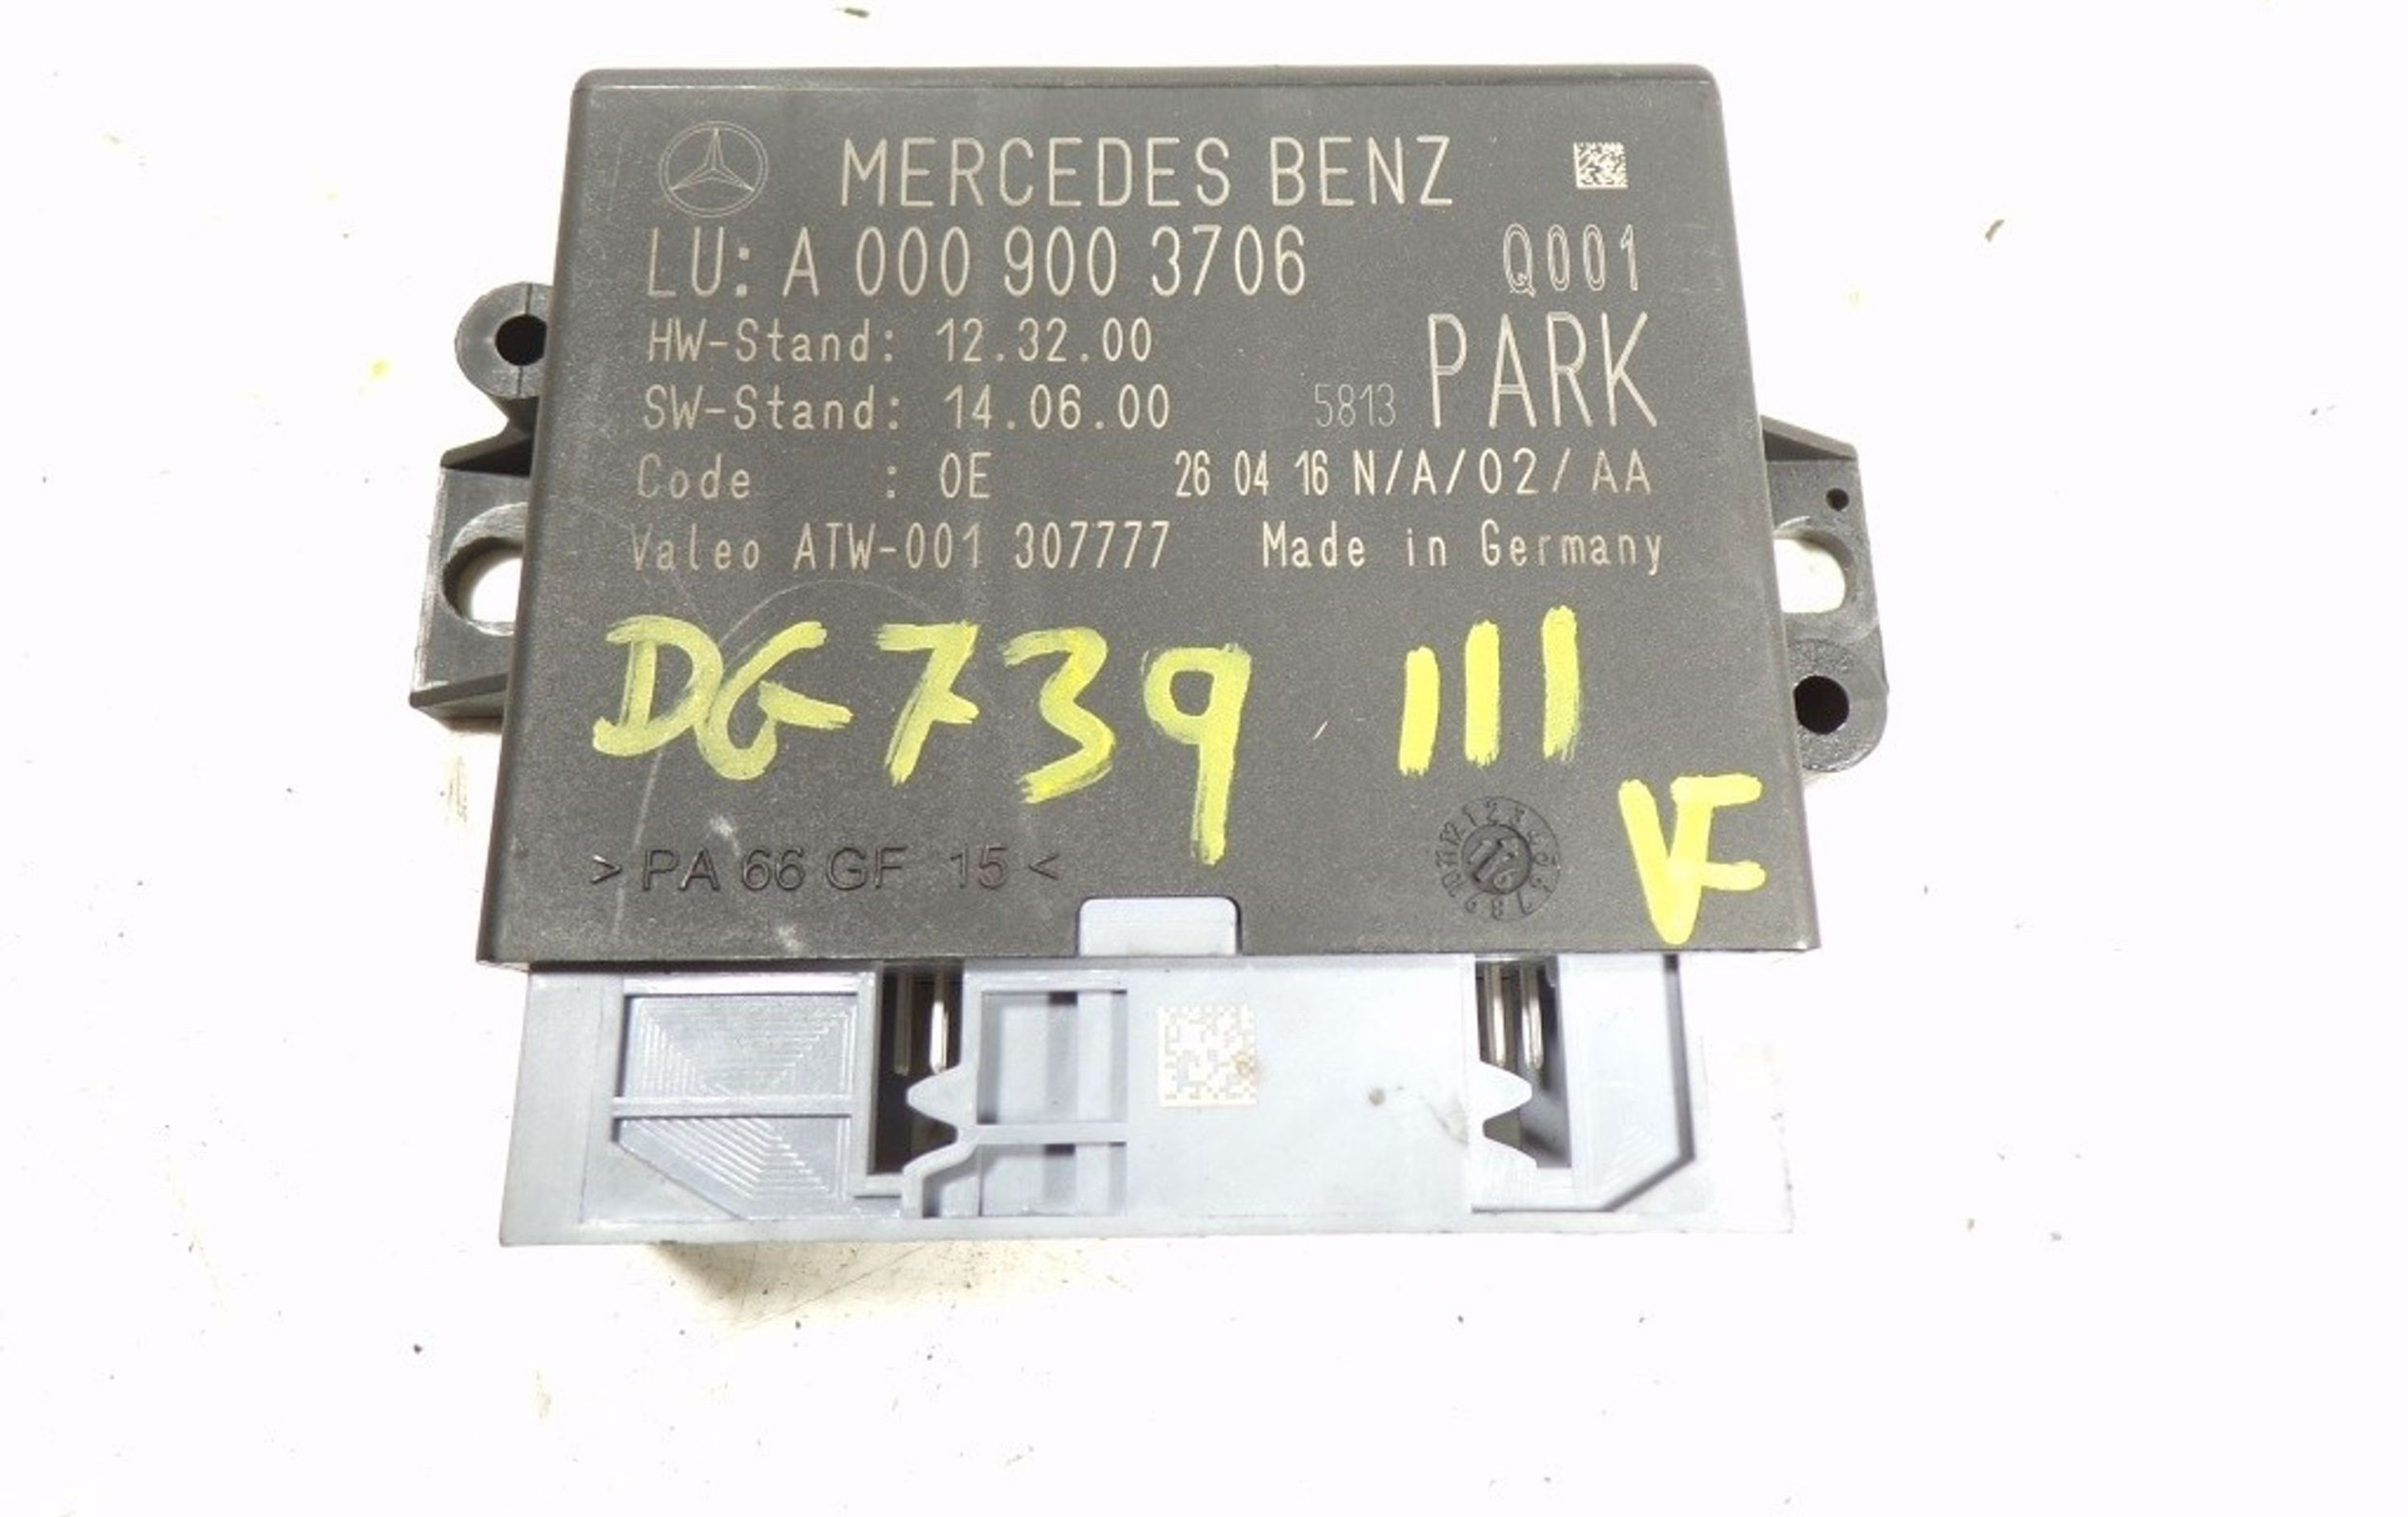 MERCEDES BENZ
LU: A 000 900 3706 Q001
HW-Stand: 12.32.00
SW-Stand: 14.06.00 5813 PARK
Code : 0E 26 04 16 N/A/02/AA
Valeo ATW-001 307777 Made in Germany
DG739 111
VF
>PA 66 GF 15<